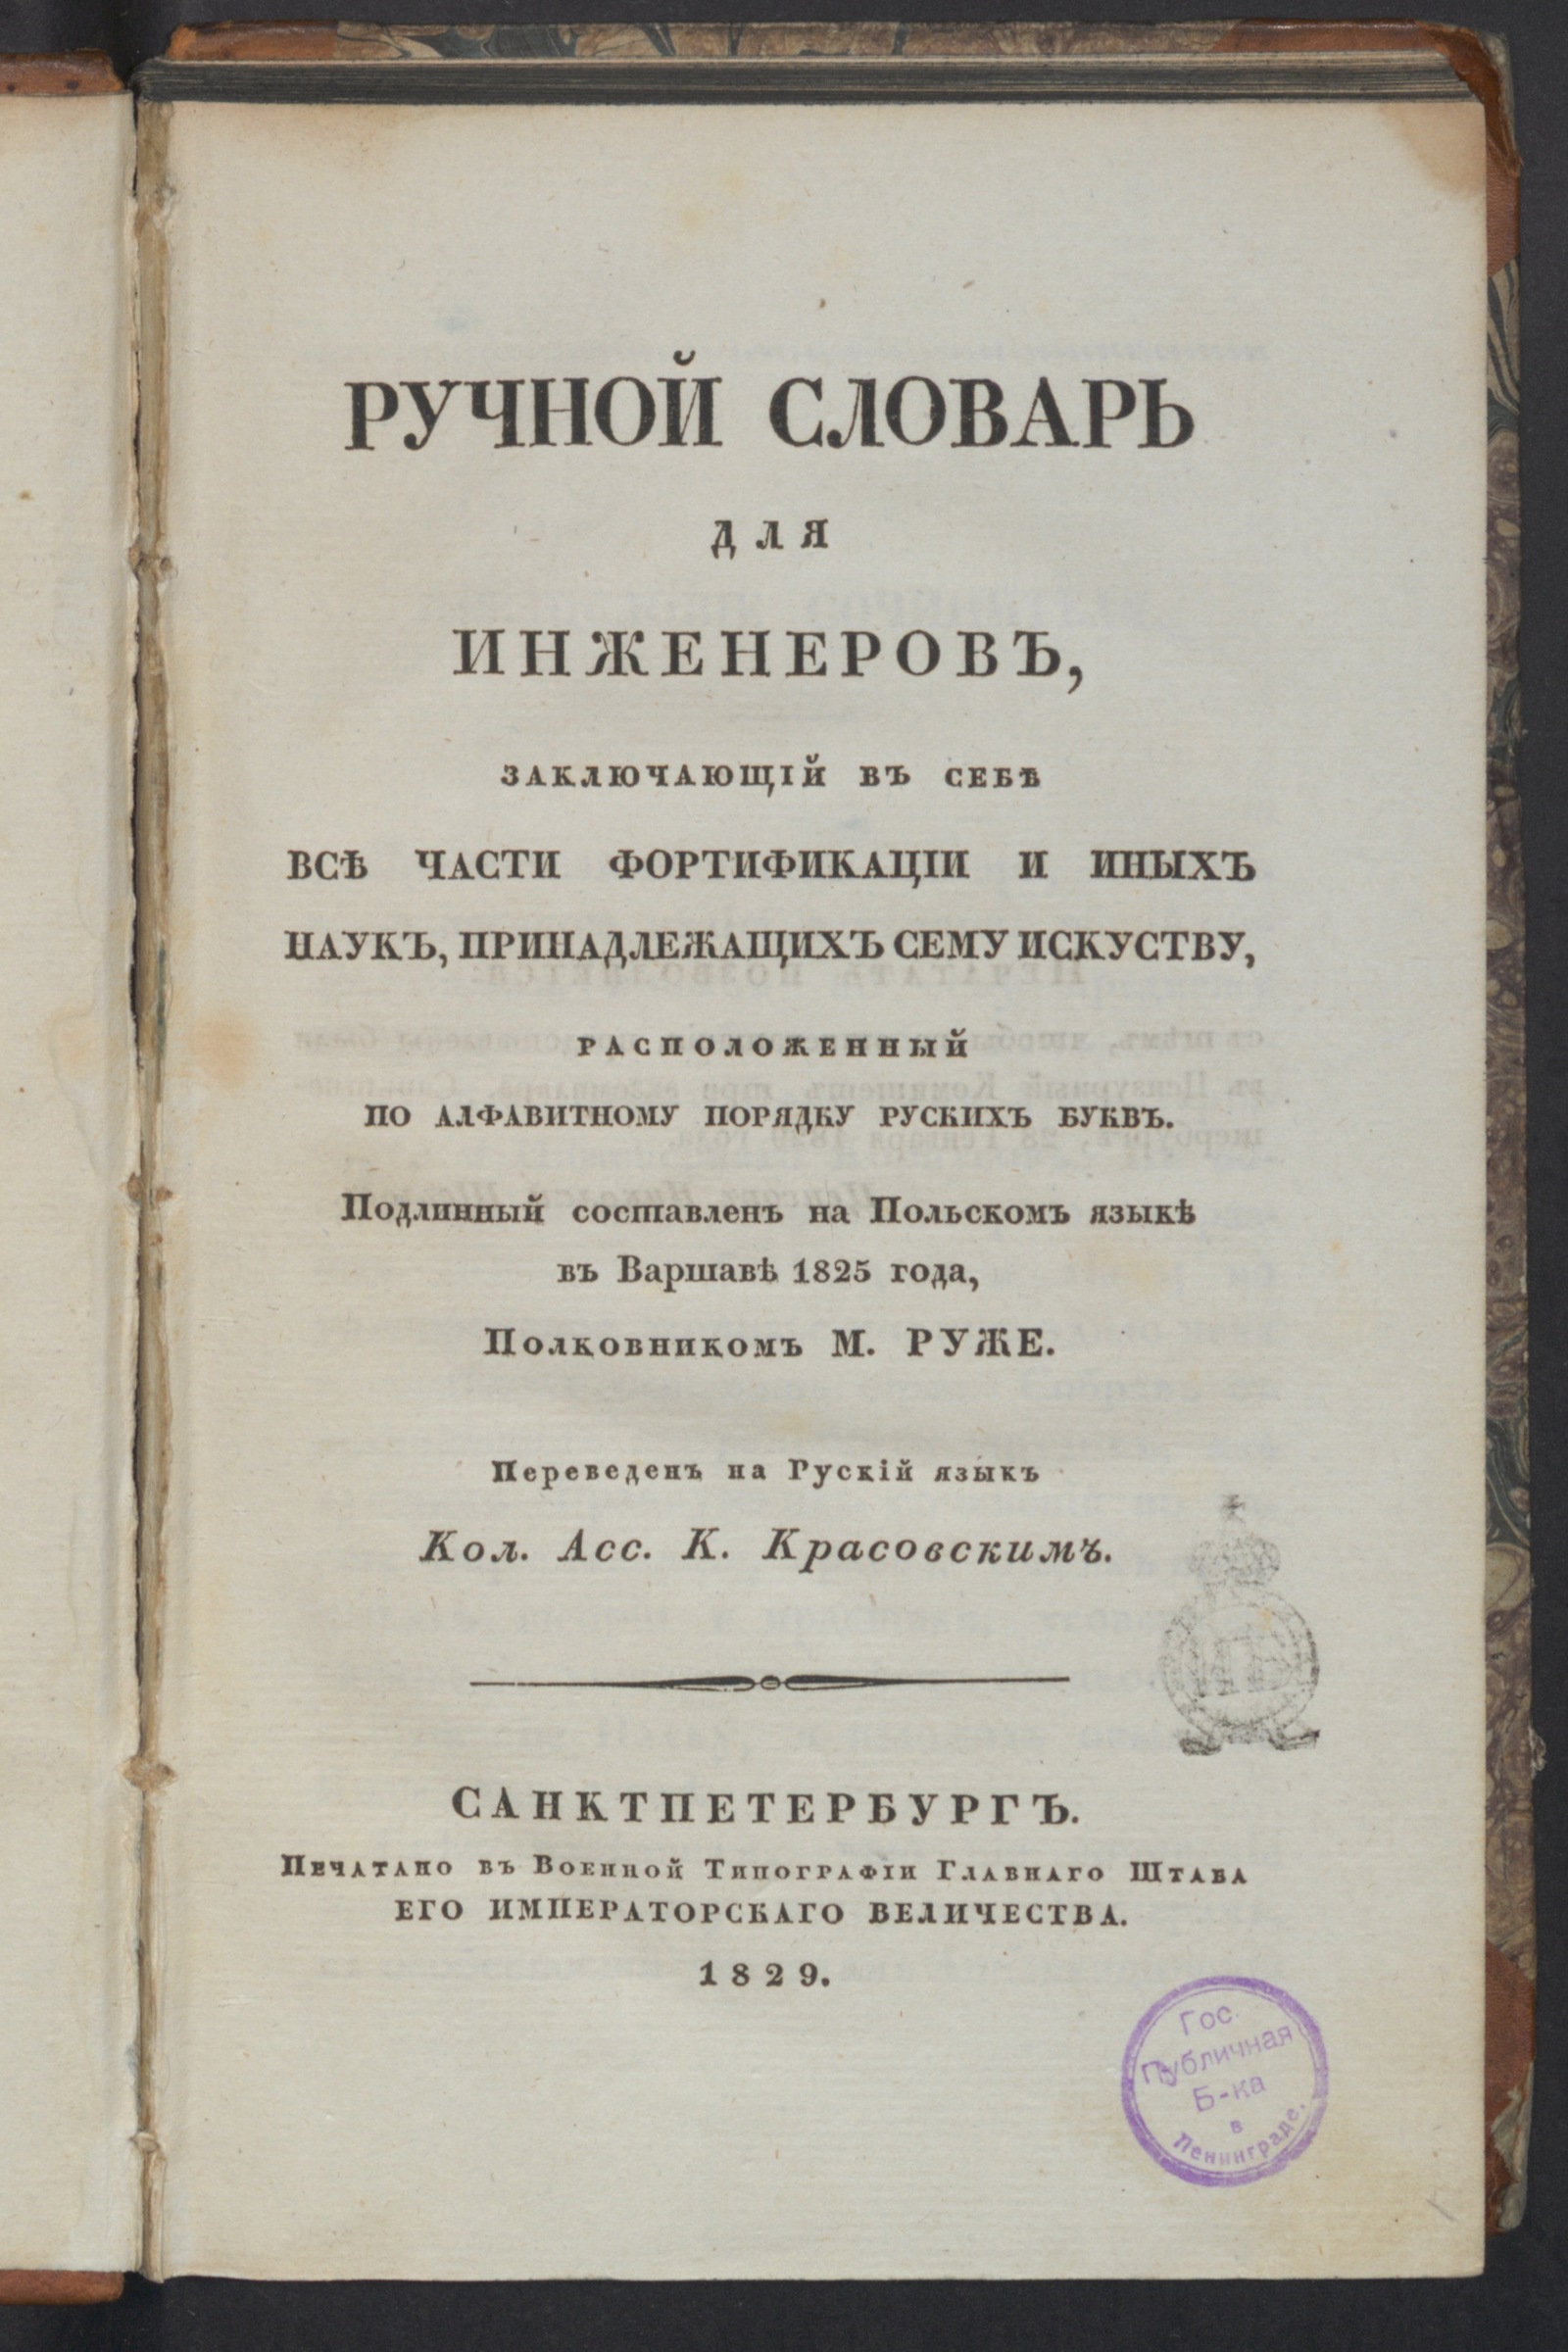 РУЧНОЙ СЛОВАРЬ
ДЛЯ
ИНЖЕНЕРОВЪ,
ЗАКЛЮЧАЮЩІЙ ВЪ СЕБѢ
ВСѢ ЧАСТИ ФОРТИФИКАЦІИ И ИНЫХЪ
НАУКЪ, ПРИНАДЛЕЖАЩИХЪ СЕМУ ИСКУСТВУ,
РАСПОЛОЖЕННЫЙ
ПО АЛФАВИТНОМУ ПОРЯДКУ РУСКИХЪ БУКВЪ.
Подлинный составленъ на Польскомъ языкѣ
въ Варшавѣ 1825 года,
Полковникомъ М. РУЖЕ.
Переведенъ на Рускій языкъ
Кол. Асс. К. Красовскимъ.
САНКТПЕТЕРБУРГЪ.
Печатано въ Военной Типографіи Главнаго Штаба
ЕГО ИМПЕРАТОРСКАГО ВЕЛИЧЕСТВА.
1829.
Гос.
Публичная
Б-ка
в
Ленинграде.